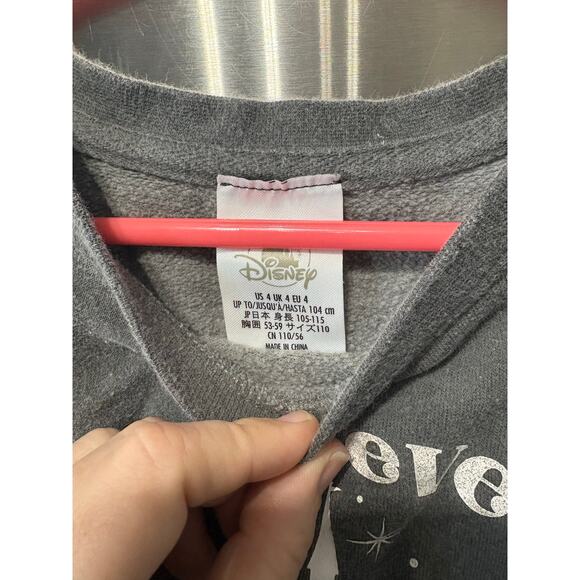 Disney
US 4 UK 4 EU 4
UP TO/JUSQU'À/HASTA 104 cm
JP日本 身長 105-115
胸囲 53-59 サイズ110
CN 110/56
MADE IN CHINA
eve